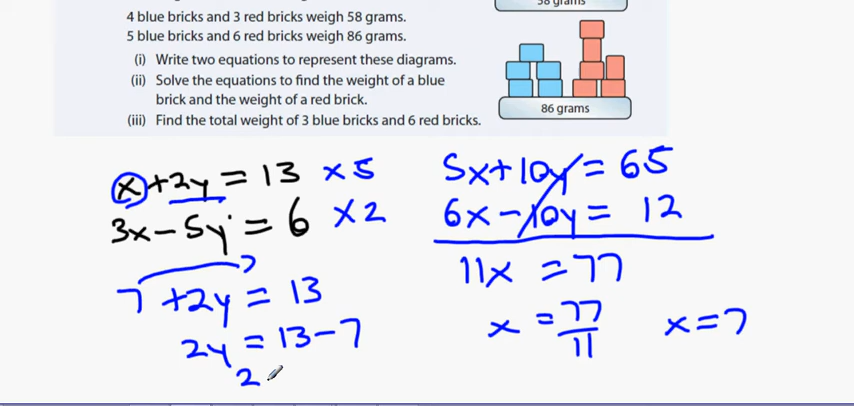 58 grams
4 blue bricks and 3 red bricks weigh 58 grams.
5 blue bricks and 6 red bricks weigh 86 grams.
(i) Write two equations to represent these diagrams.
(ii) Solve the equations to find the weight of a blue
brick and the weight of a red brick.
(iii) Find the total weight of 3 blue bricks and 6 red bricks.
86 grams
x + 2y = 13 x 5
3x - 5y = 6 x 2
7 + 2y = 13
2y = 13 - 7
2
5x + 10y = 65
6x - 10y = 12
11x = 77
x = 77/11 x = 7